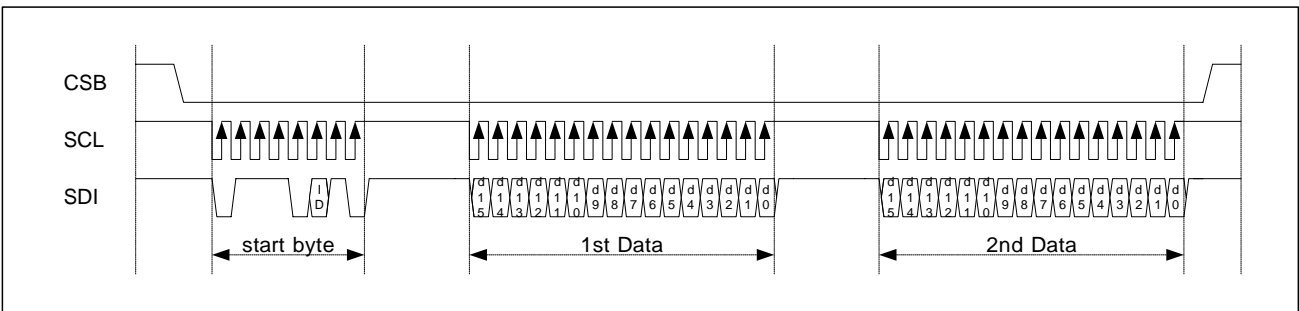 CSB
SCL
SDI
ID
d15 d14 d13 d12 d11 d10 d9 d8 d7 d6 d5 d4 d3 d2 d1 d0
d15 d14 d13 d12 d11 d10 d9 d8 d7 d6 d5 d4 d3 d2 d1 d0
start byte
1st Data
2nd Data